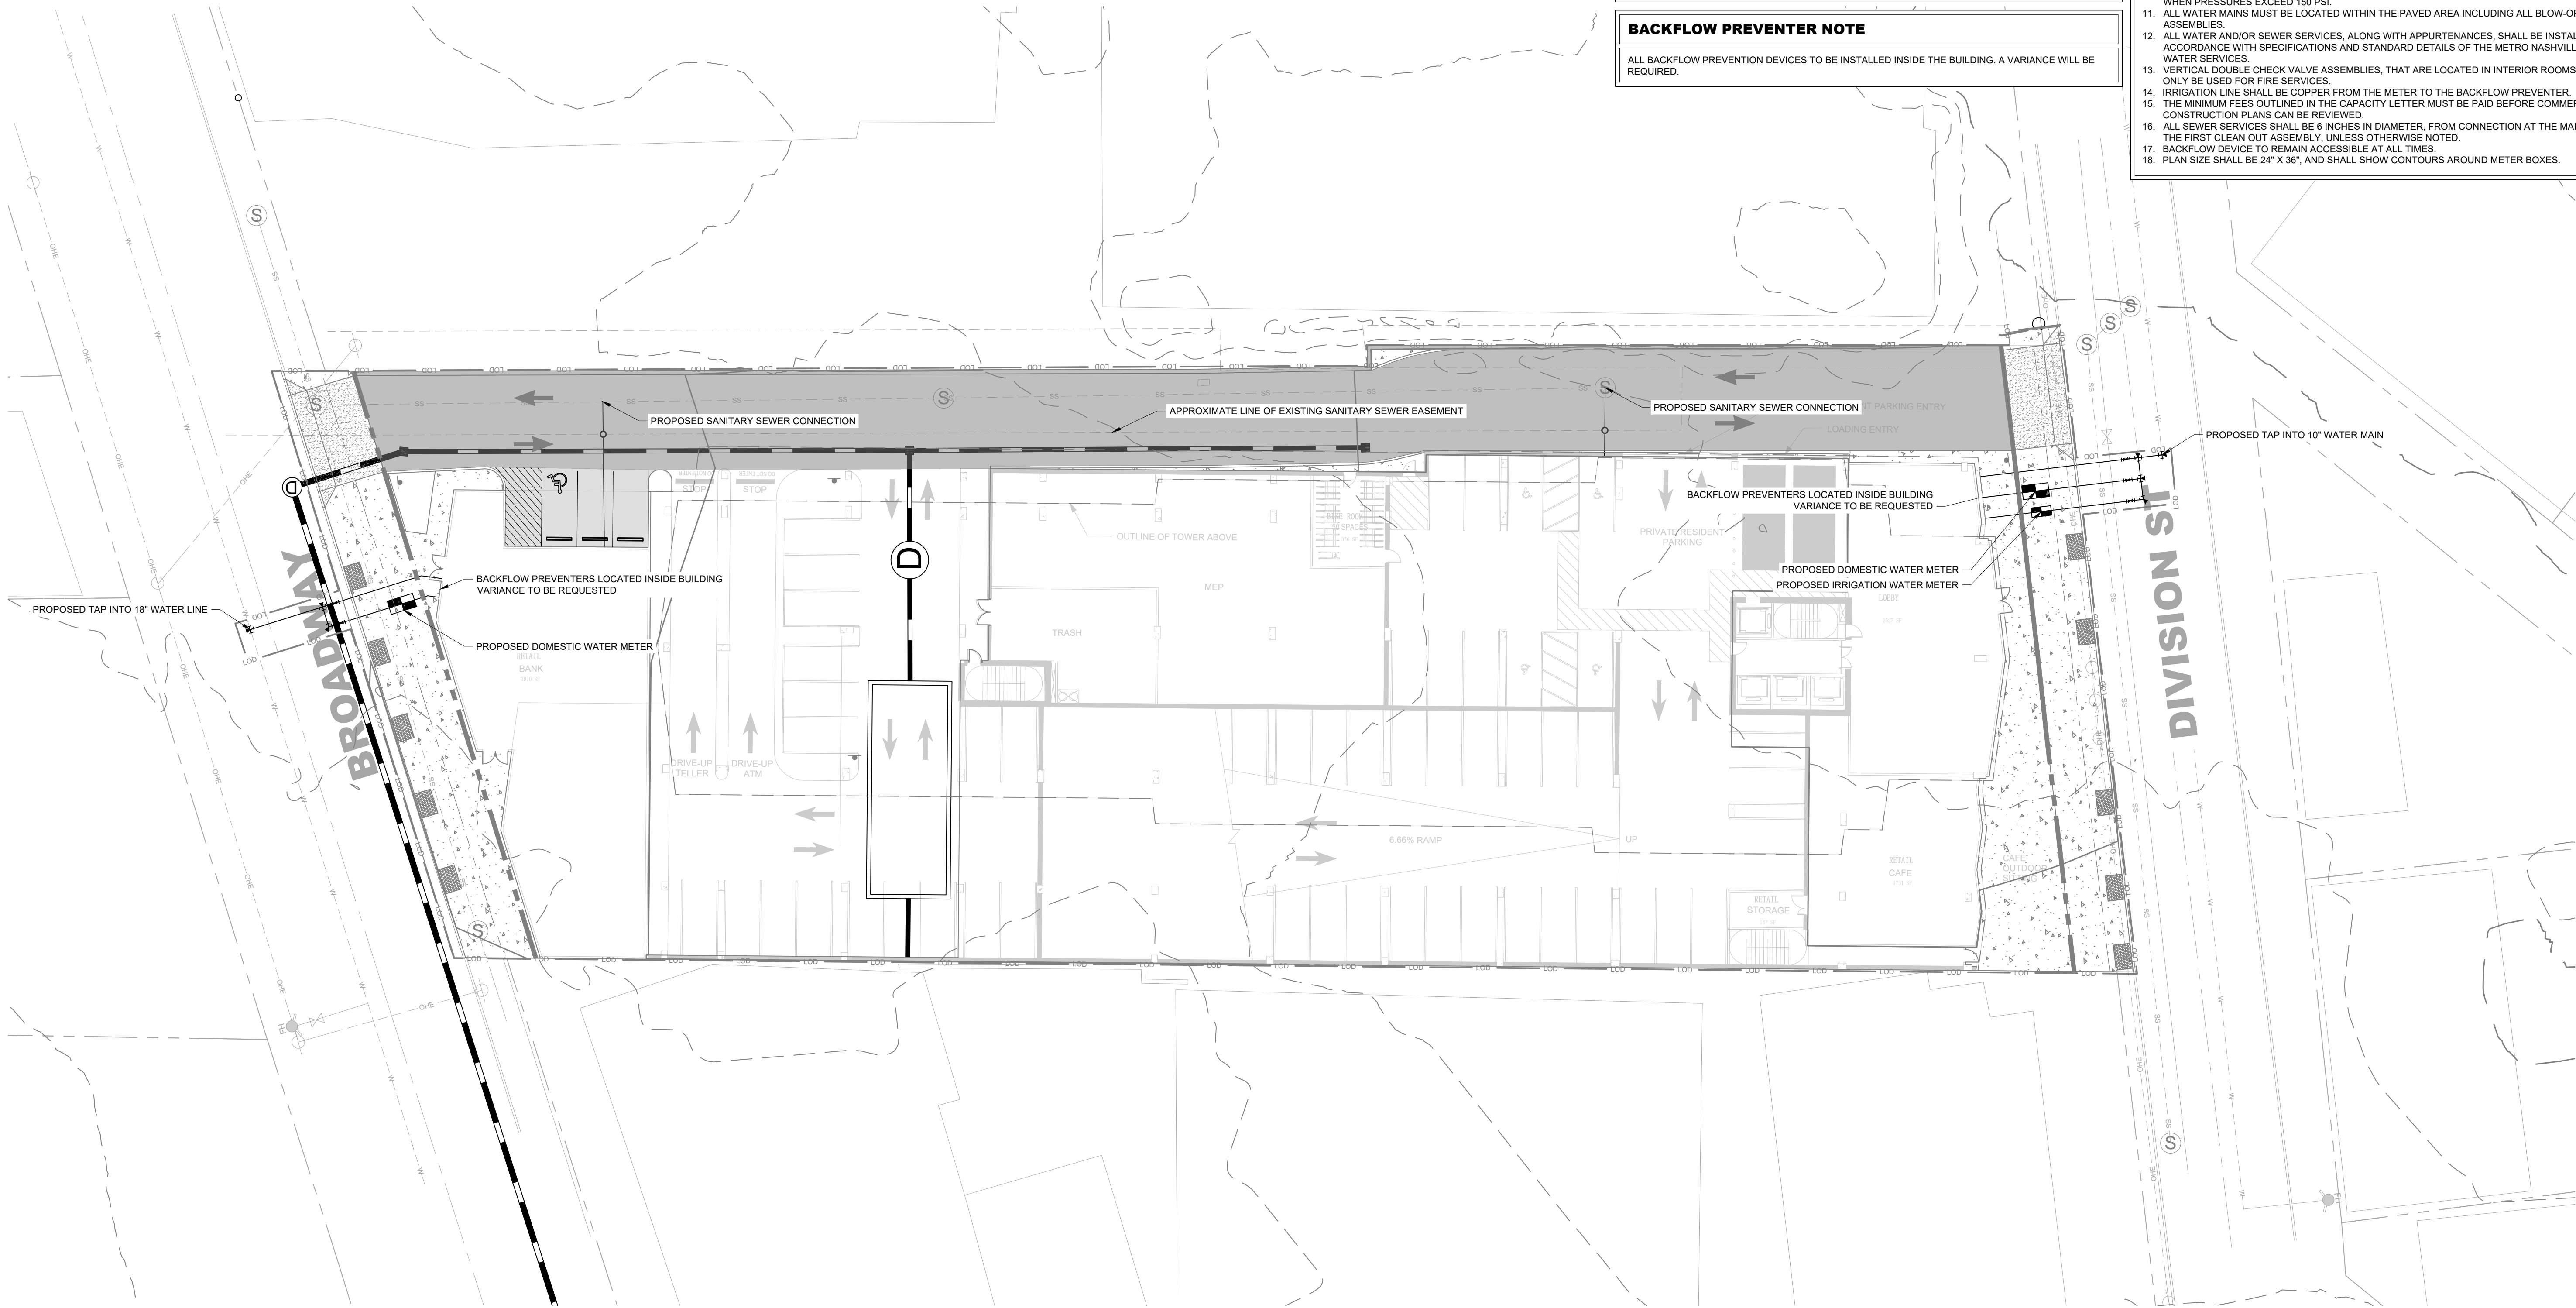 WHEN PRESSURES EXCEED 150 PSI.
11. ALL WATER MAINS MUST BE LOCATED WITHIN THE PAVED AREA INCLUDING ALL BLOW-OF
ASSEMBLIES.
12. ALL WATER AND/OR SEWER SERVICES, ALONG WITH APPURTENANCES, SHALL BE INSTAL
ACCORDANCE WITH SPECIFICATIONS AND STANDARD DETAILS OF THE METRO NASHVILL
WATER SERVICES.
13. VERTICAL DOUBLE CHECK VALVE ASSEMBLIES, THAT ARE LOCATED IN INTERIOR ROOMS
ONLY BE USED FOR FIRE SERVICES.
14. IRRIGATION LINE SHALL BE COPPER FROM THE METER TO THE BACKFLOW PREVENTER.
15. THE MINIMUM FEES OUTLINED IN THE CAPACITY LETTER MUST BE PAID BEFORE COMMER
CONSTRUCTION PLANS CAN BE REVIEWED.
16. ALL SEWER SERVICES SHALL BE 6 INCHES IN DIAMETER, FROM CONNECTION AT THE MAI
THE FIRST CLEAN OUT ASSEMBLY, UNLESS OTHERWISE NOTED.
17. BACKFLOW DEVICE TO REMAIN ACCESSIBLE AT ALL TIMES.
18. PLAN SIZE SHALL BE 24" X 36", AND SHALL SHOW CONTOURS AROUND METER BOXES.
BACKFLOW PREVENTER NOTE
ALL BACKFLOW PREVENTION DEVICES TO BE INSTALLED INSIDE THE BUILDING. A VARIANCE WILL BE
REQUIRED.
PROPOSED SANITARY SEWER CONNECTION
APPROXIMATE LINE OF EXISTING SANITARY SEWER EASEMENT
PROPOSED SANITARY SEWER CONNECTION
PARKING ENTRY
LOADING ENTRY
PROPOSED TAP INTO 10" WATER MAIN
STOP
STOP
OUTLINE OF TOWER ABOVE
BACKFLOW PREVENTERS LOCATED INSIDE BUILDING
VARIANCE TO BE REQUESTED
PRIVATE RESIDENT
PARKING
PROPOSED DOMESTIC WATER METER
PROPOSED IRRIGATION WATER METER
BACKFLOW PREVENTERS LOCATED INSIDE BUILDING
VARIANCE TO BE REQUESTED
PROPOSED TAP INTO 18" WATER LINE
PROPOSED DOMESTIC WATER METER
MEP
TRASH
LOBBY
RETAIL
BANK
BROADWAY
DIVISION ST
D
D
DRIVE-UP
TELLER
DRIVE-UP
ATM
6.66% RAMP
UP
RETAIL
CAFE
CAFE
OUTDOOR
RETAIL
STORAGE
FH
FH